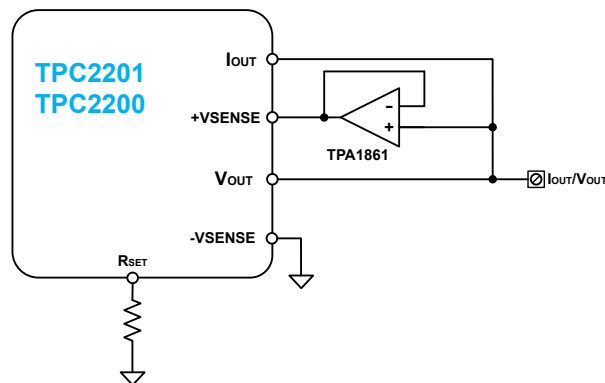 TPC2201
TPC2200
IOUT
+VSENSE
-
+
TPA1861
VOUT
IOUT/VOUT
-VSENSE
RSET